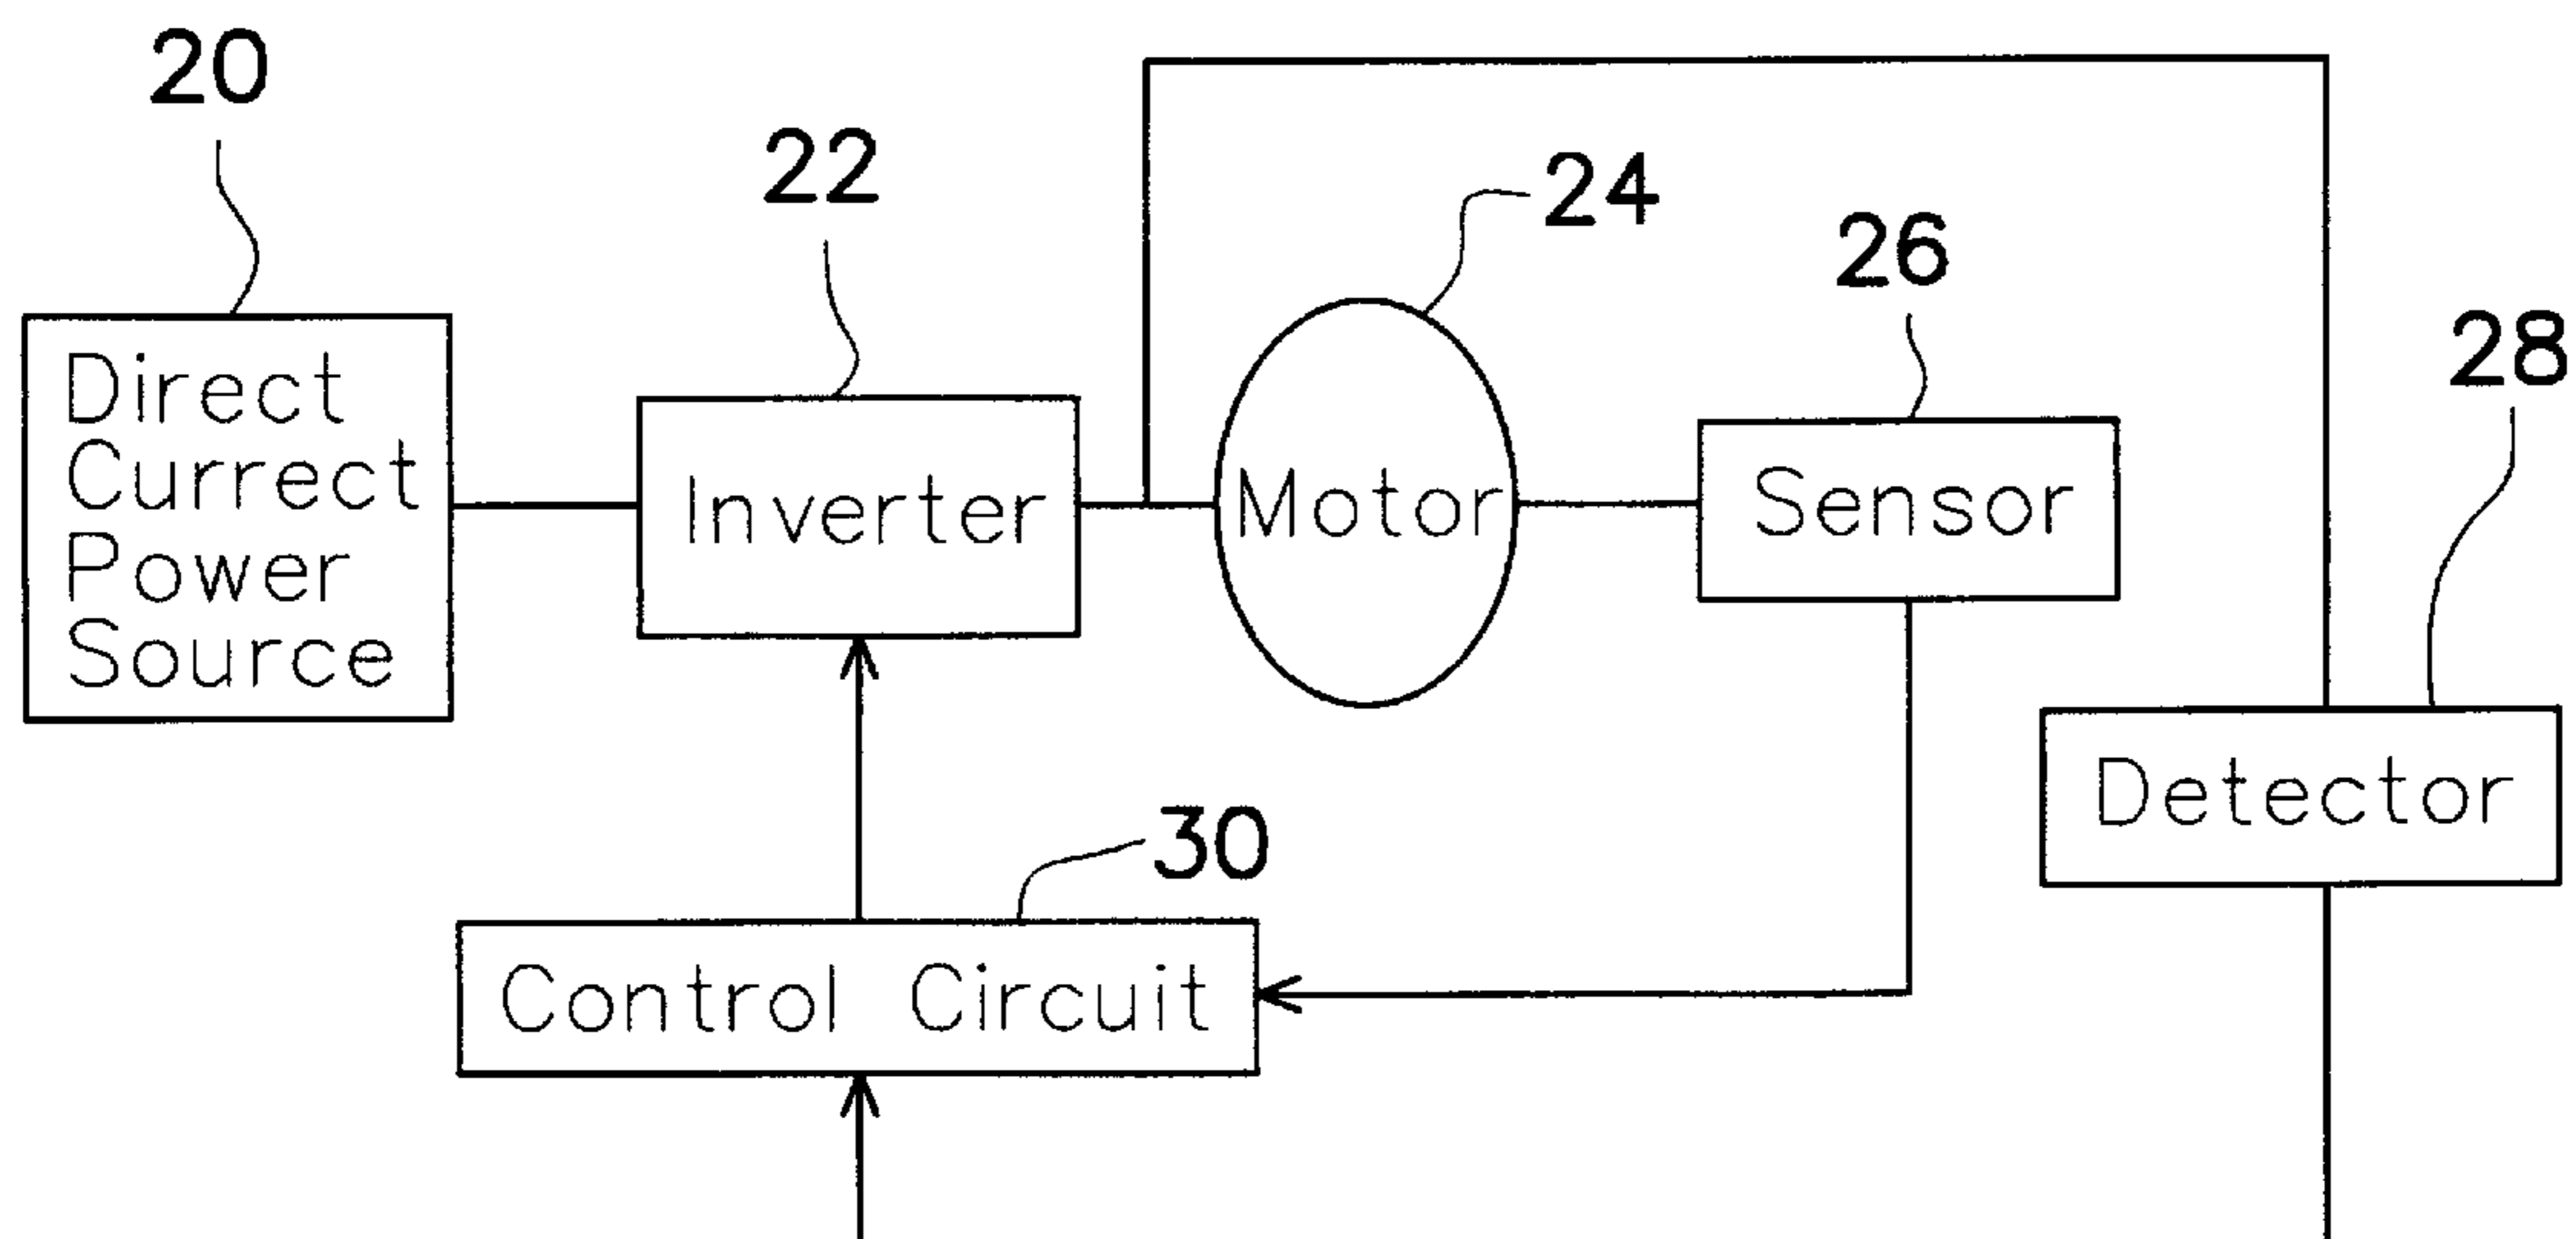 20
22
24
26
28
Direct
Currect
Power
Source
Inverter
Motor
Sensor
Detector
30
Control Circuit